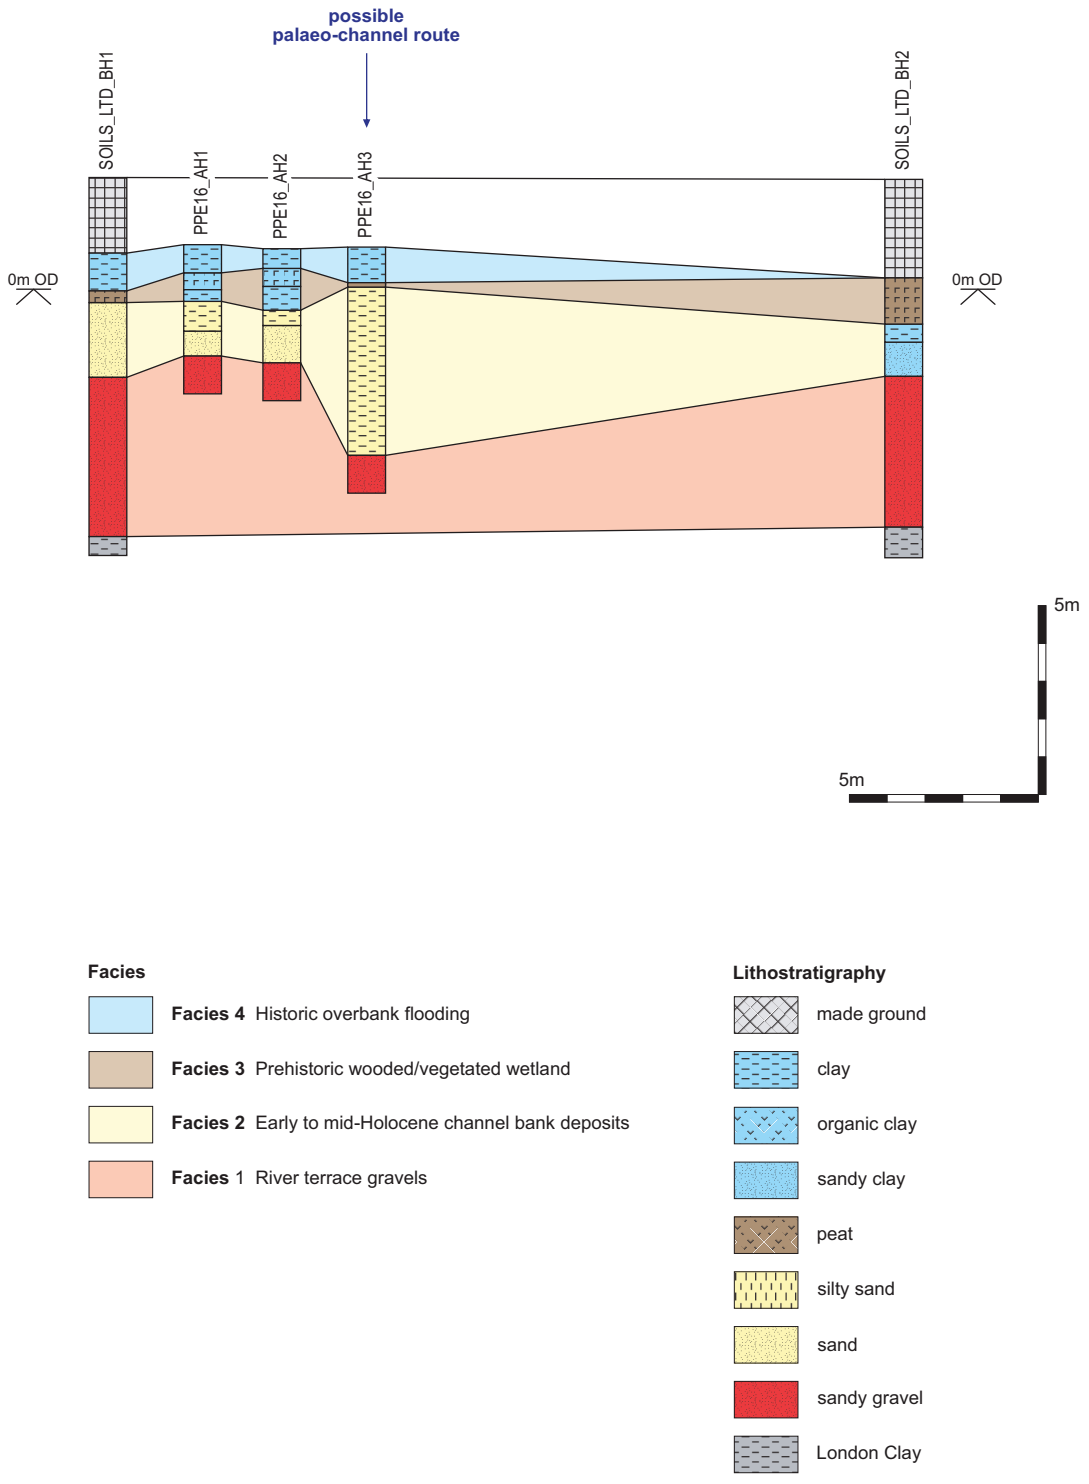 possible
palaeo-channel route
SOILS_LTD_BH1
PPE16_AH1
PPE16_AH2
PPE16_AH3
SOILS_LTD_BH2
0m OD
0m OD
5m
5m
Facies
Facies 4 Historic overbank flooding
Facies 3 Prehistoric wooded/vegetated wetland
Facies 2 Early to mid-Holocene channel bank deposits
Facies 1 River terrace gravels
Lithostratigraphy
made ground
clay
organic clay
sandy clay
peat
silty sand
sand
sandy gravel
London Clay